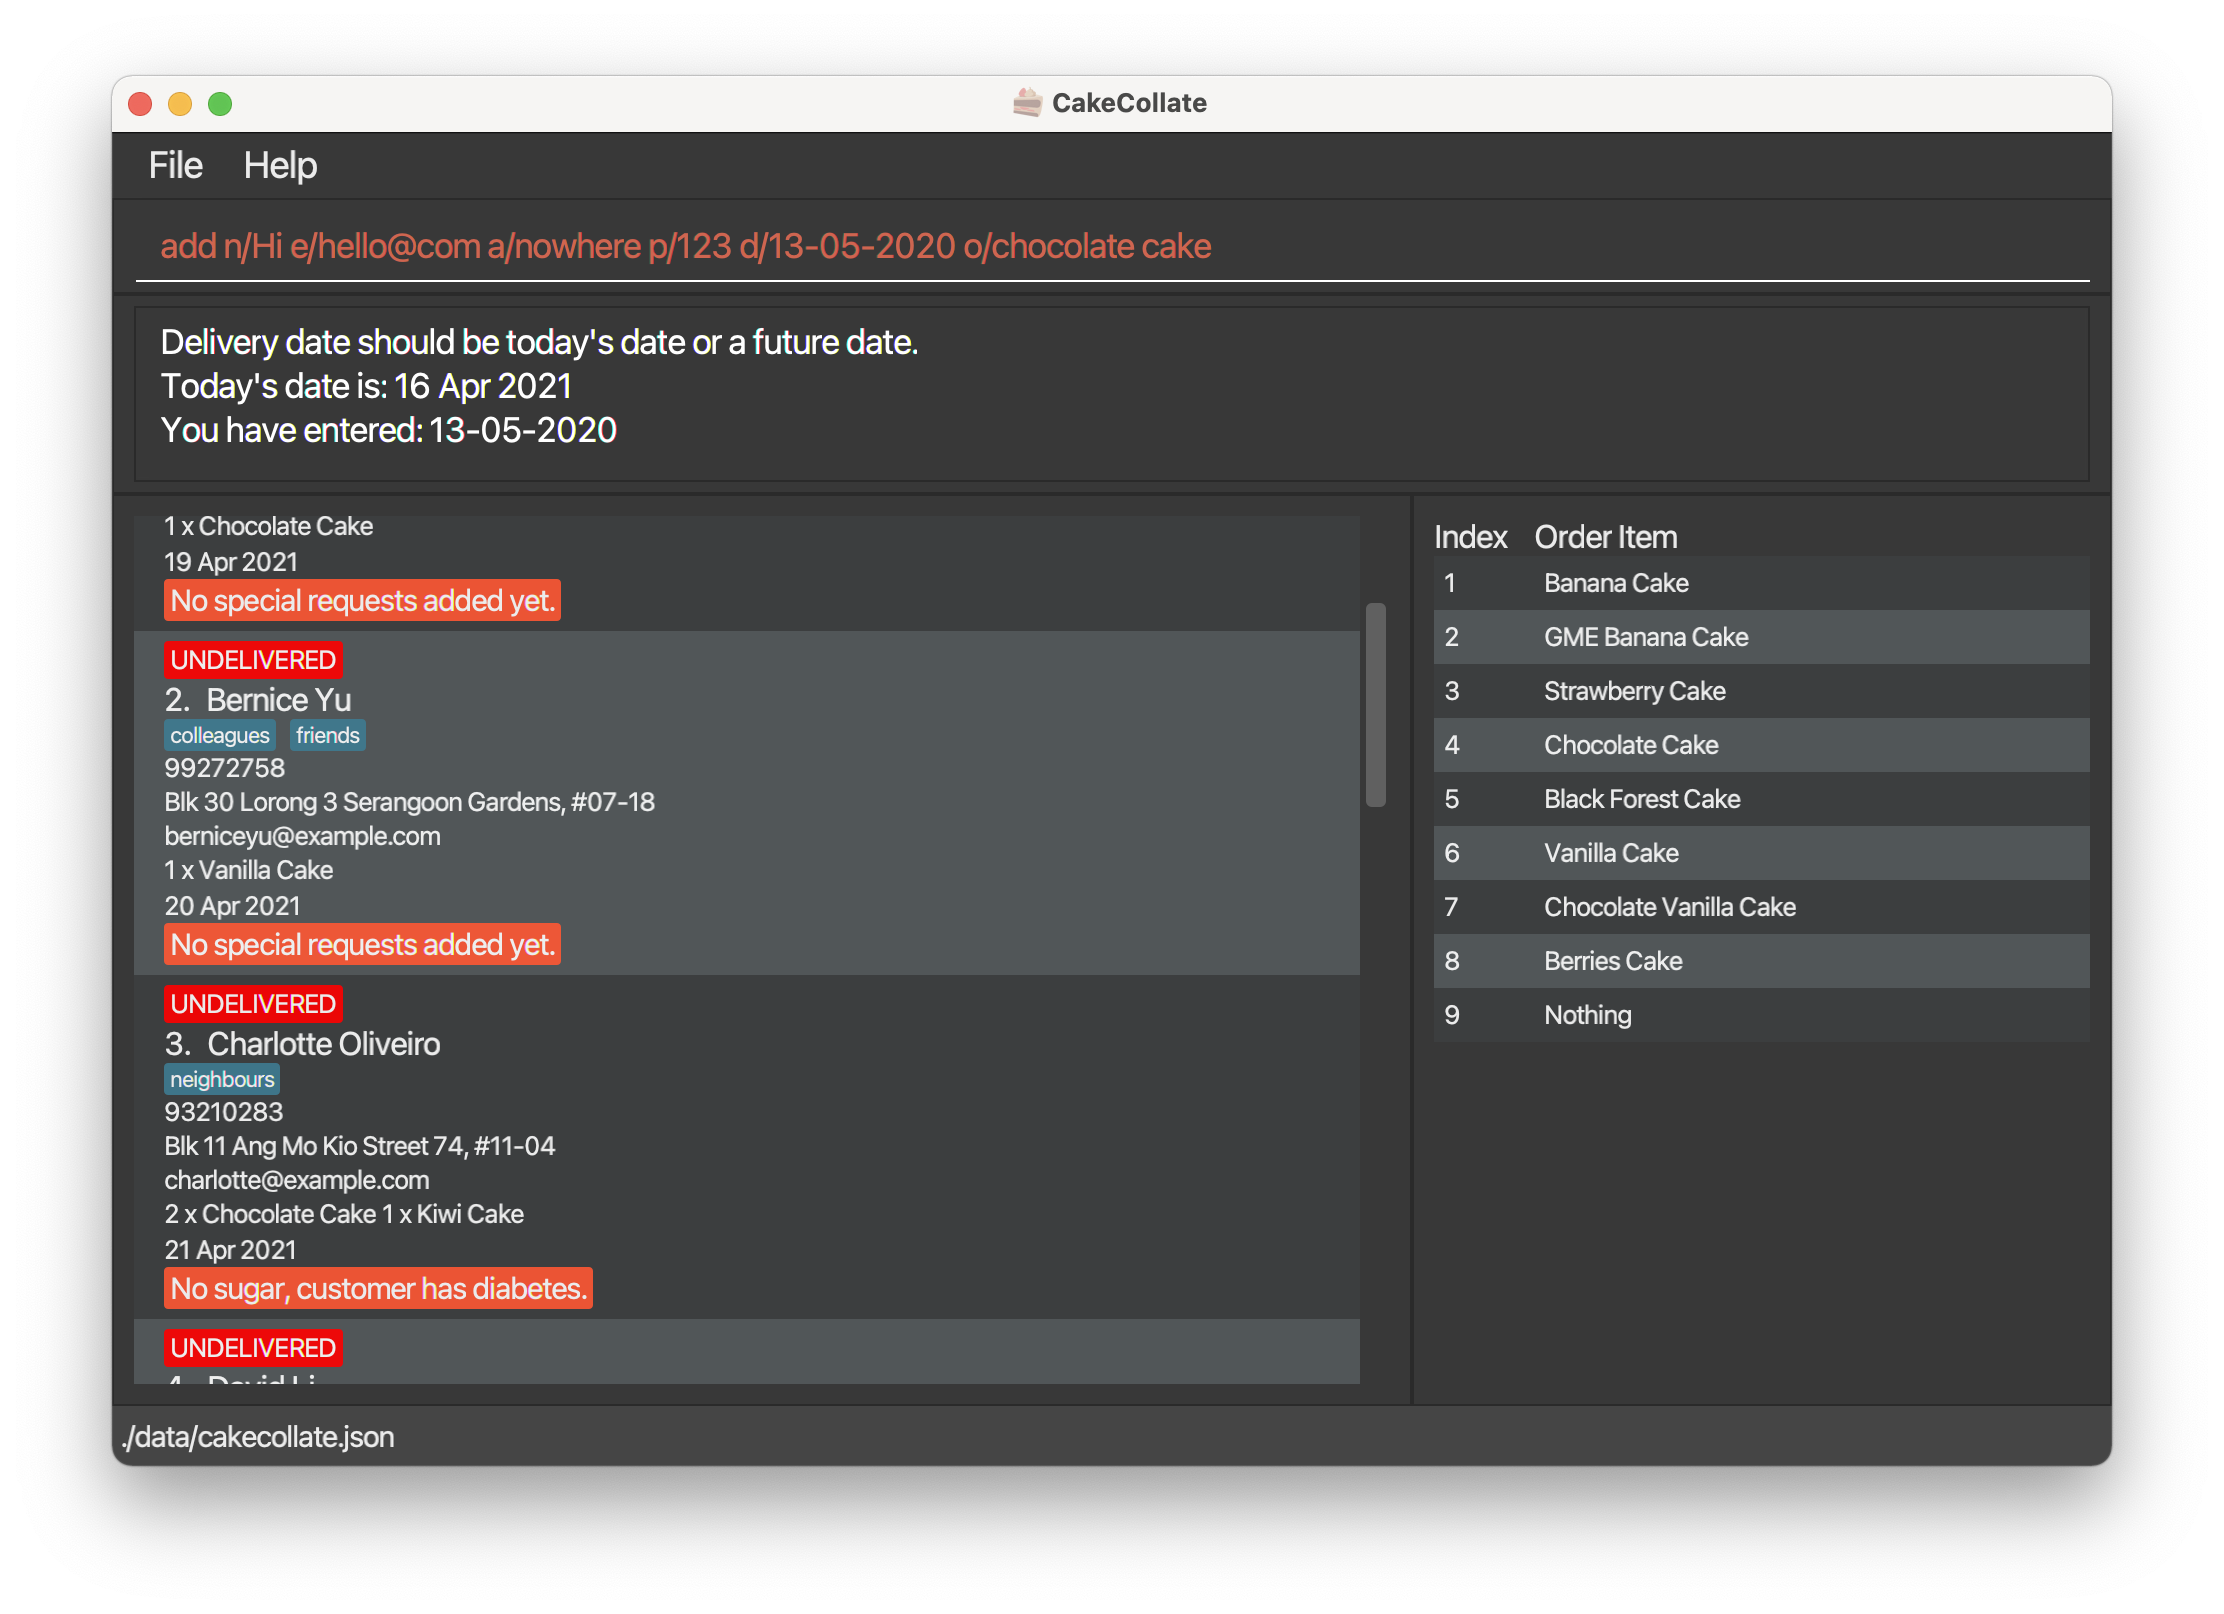 CakeCollate
File Help
add n/Hi e/hello@com a/nowhere p/123 d/13-05-2020 o/chocolate cake
Delivery date should be today's date or a future date.
Today's date is: 16 Apr 2021
You have entered: 13-05-2020
1 x Chocolate Cake
19 Apr 2021
No special requests added yet.
UNDELIVERED
2. Bernice Yu
colleagues friends
99272758
Blk 30 Lorong 3 Serangoon Gardens, #07-18
berniceyu@example.com
1 x Vanilla Cake
20 Apr 2021
No special requests added yet.
UNDELIVERED
3. Charlotte Oliveiro
neighbours
93210283
Blk 11 Ang Mo Kio Street 74, #11-04
charlotte@example.com
2 x Chocolate Cake 1 x Kiwi Cake
21 Apr 2021
No sugar, customer has diabetes.
UNDELIVERED
4. David Li
Index Order Item
1 Banana Cake
2 GME Banana Cake
3 Strawberry Cake
4 Chocolate Cake
5 Black Forest Cake
6 Vanilla Cake
7 Chocolate Vanilla Cake
8 Berries Cake
9 Nothing
./data/cakecollate.json